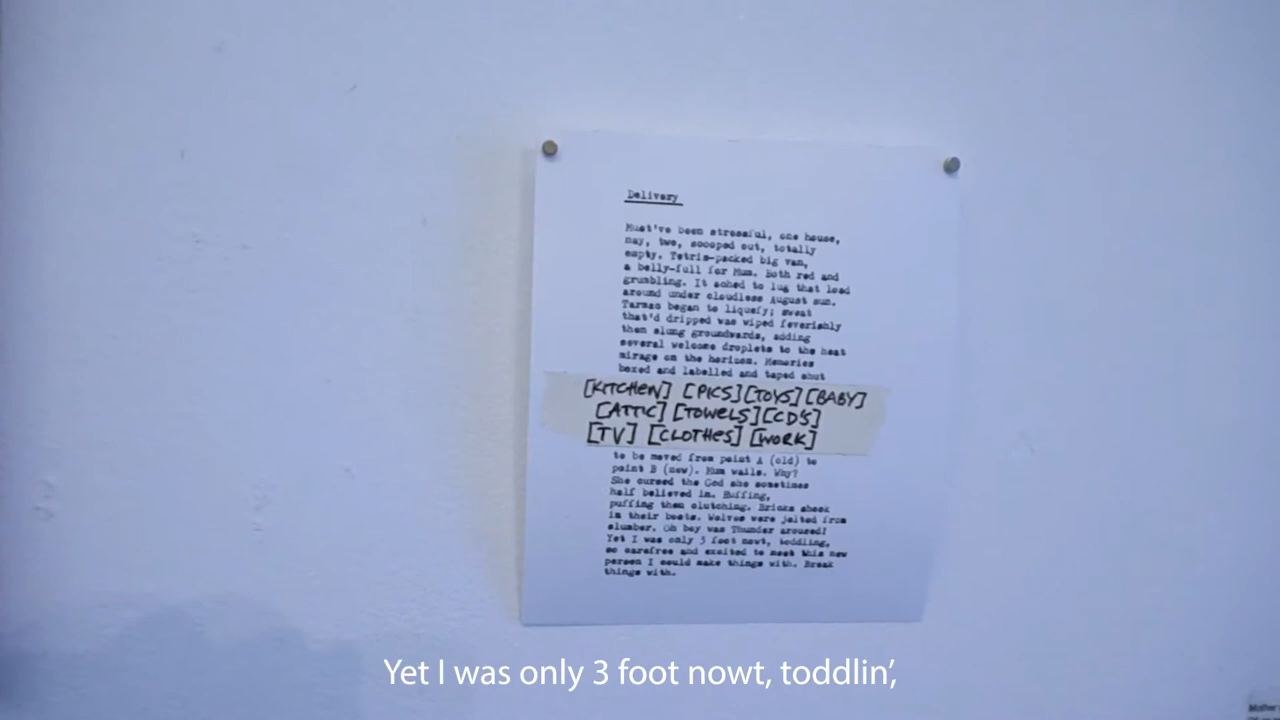 Delivery
Must've been stressful, one house,
nay, two, scooped out, totally
empty. Tetris-packed big van,
a belly-full for Mum. Both red and
grumbling. It ached to lug that load
around under cloudless August sun.
Tarmac began to liquefy; sweat
that'd dripped was wiped feverishly
then slung groundwards, adding
several welcome droplets to the heat
mirage on the horizon. Memories
boxed and labelled and taped shut
[KITCHEN] [PICS] [TOYS] [BABY]
[ATTIC] [TOWELS] [CD'S]
[TV] [CLOTHES] [WORK]
to be moved from point A (old) to
point B (new). Mum wails. Why?
She cursed the God she sometimes
half believed in. Huffing,
puffing then clutching. Bricks shook
in their boots. Wolves were jolted from
slumber. Oh boy was Thunder aroused!
Yet I was only 3 foot nowt, toddling,
so carefree and excited to meet this new
person I could make things with. Break
things with.
Yet I was only 3 foot nowt, toddlin',